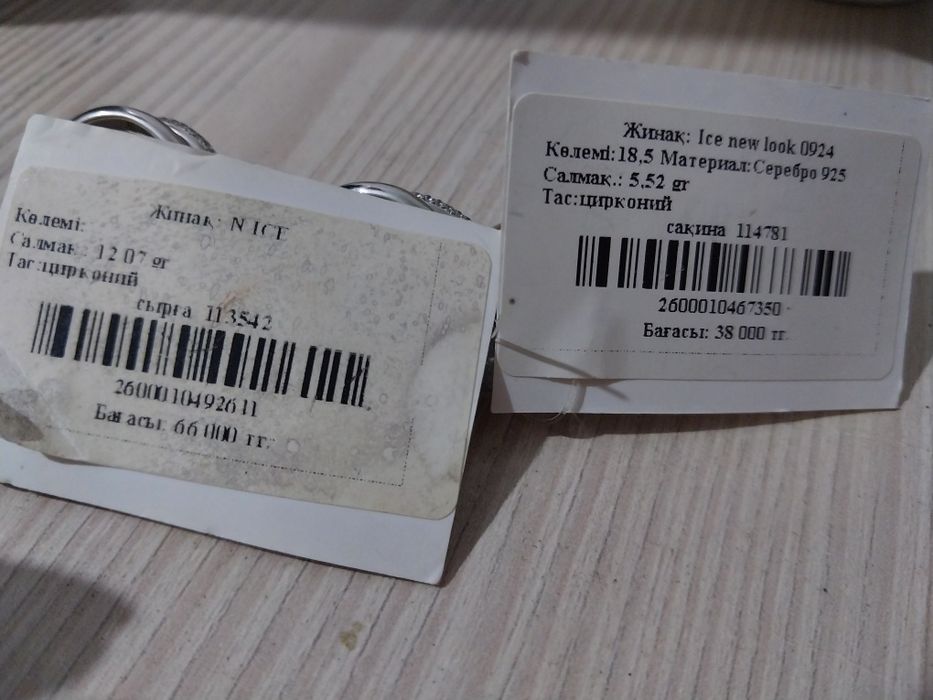 Жинақ: N ICE
Көлемі:
Салмақ.: 12.07 gr
Тас:цирконий
сырға 113542
2600010492611
Бағасы: 66 000 тг.
Жинақ: Ice new look 0924
Көлемі:18,5 Материал:Серебро 925
Салмақ.: 5,52 gr
Тас:цирконий
сақина 114781
2600010467350
Бағасы: 38 000 тг.